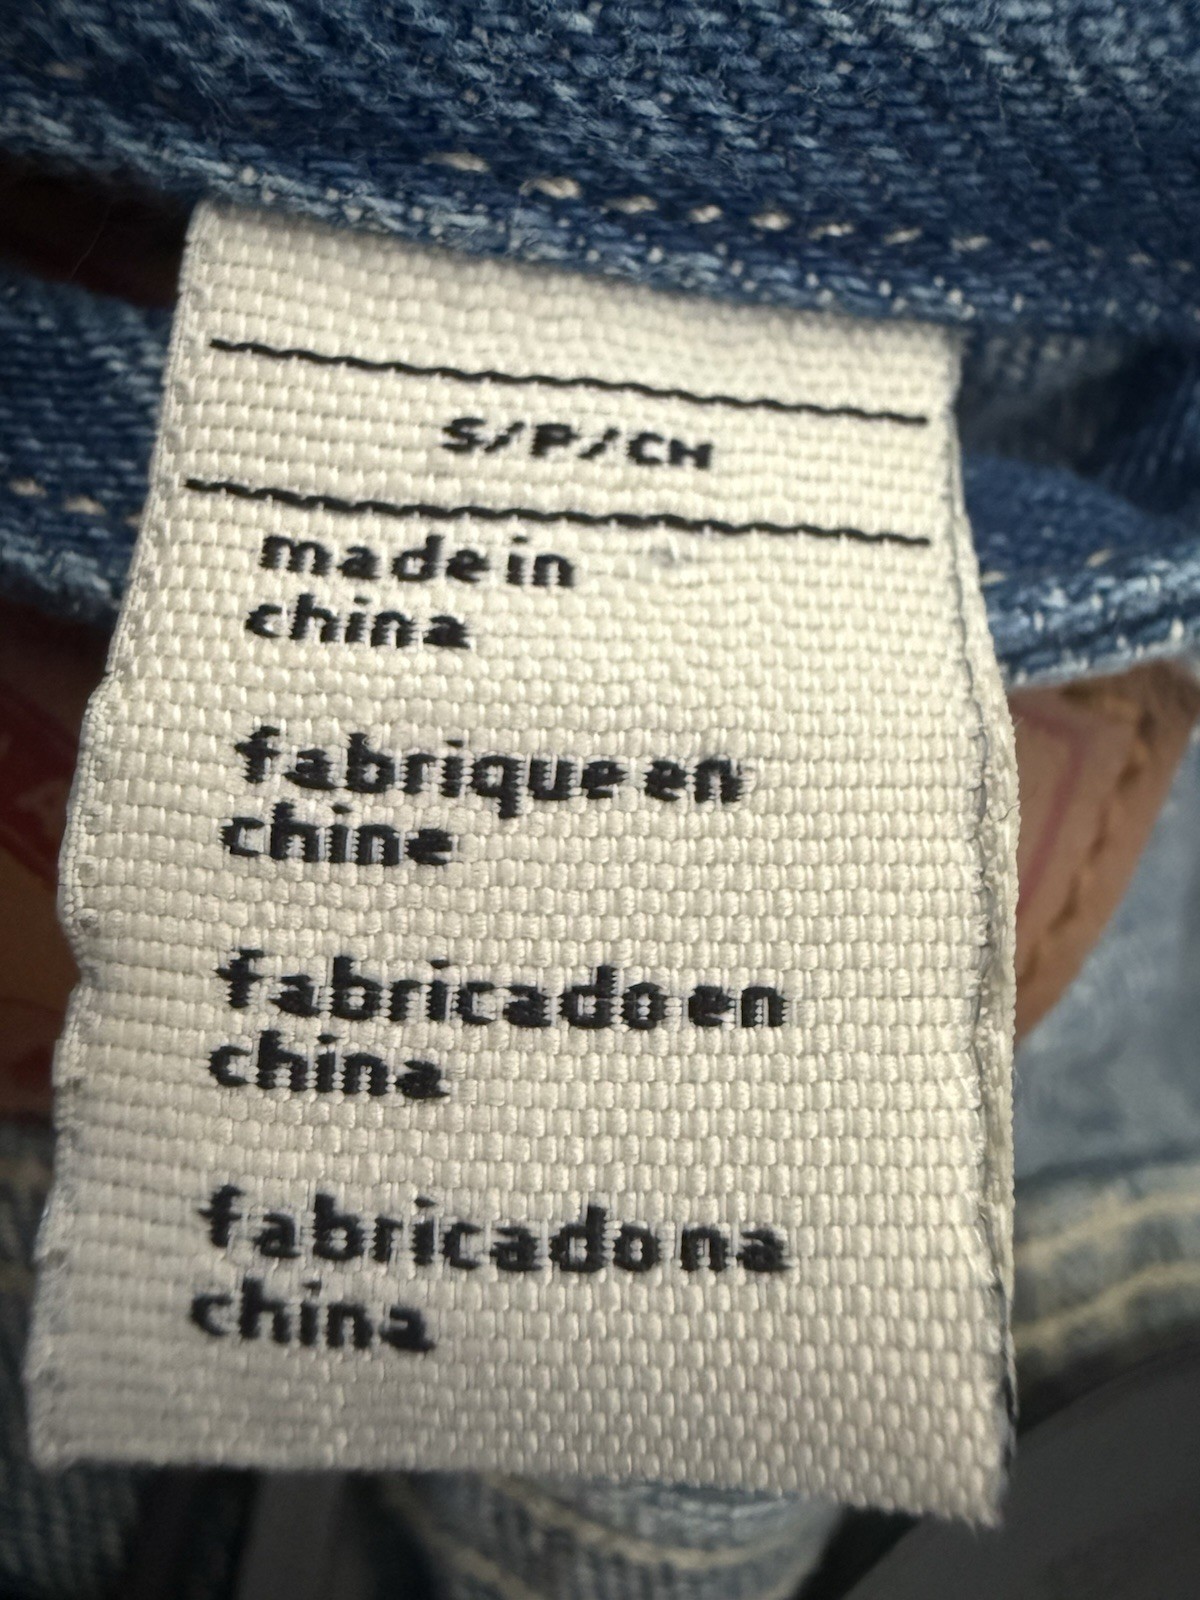 S/P/CH
made in
china
fabrique en
chine
fabricado en
china
fabricado na
china